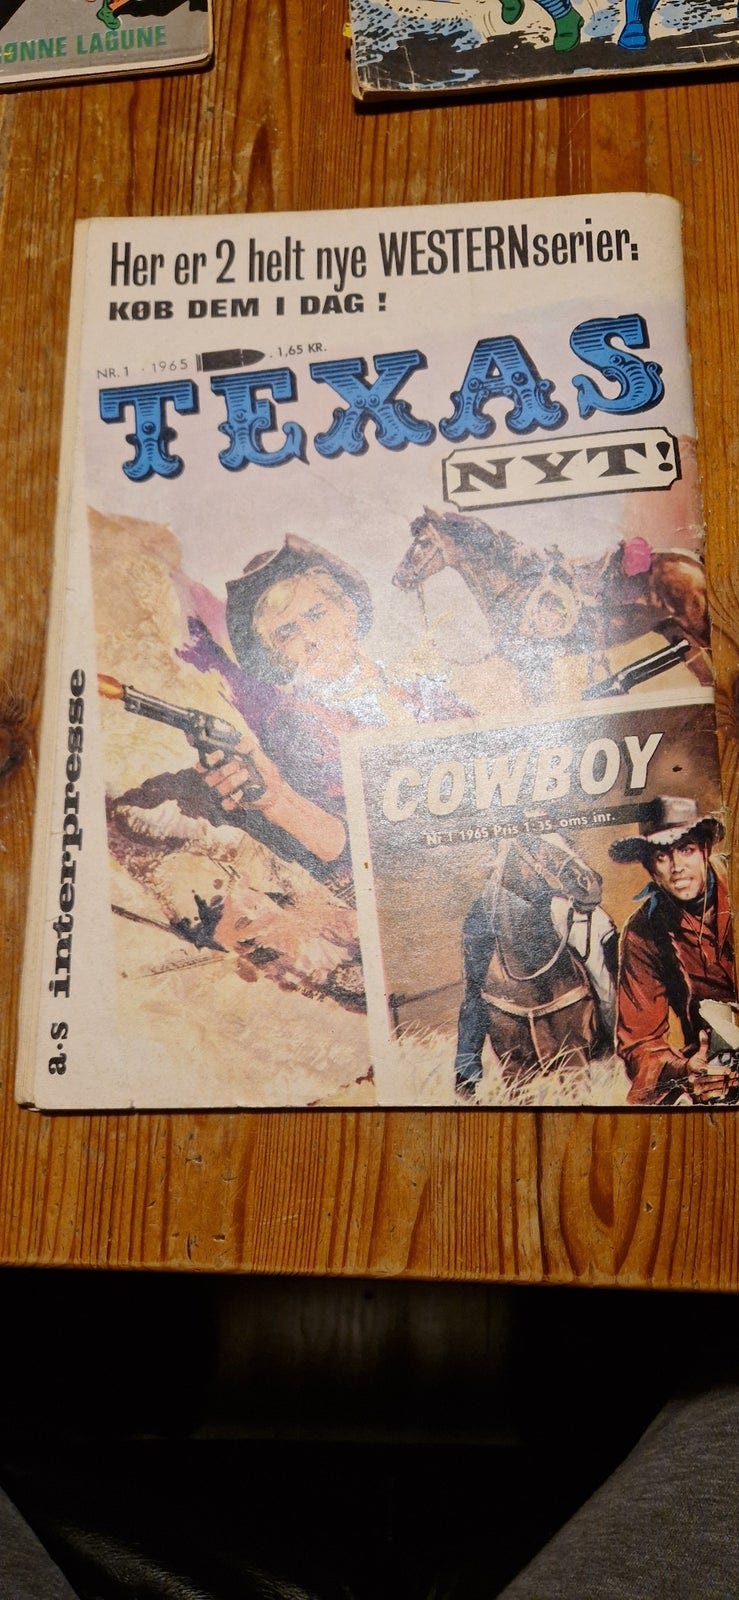 ONNE LAGUNE
Her er 2 helt nye WESTERNserier:
KØB DEM I DAG !
NR. 1 · 1965 · 1,65 KR.
TEXAS
NYT!
COWBOY
Nr. 1 1965 Pris 1.35. oms inr.
a·s interpresse